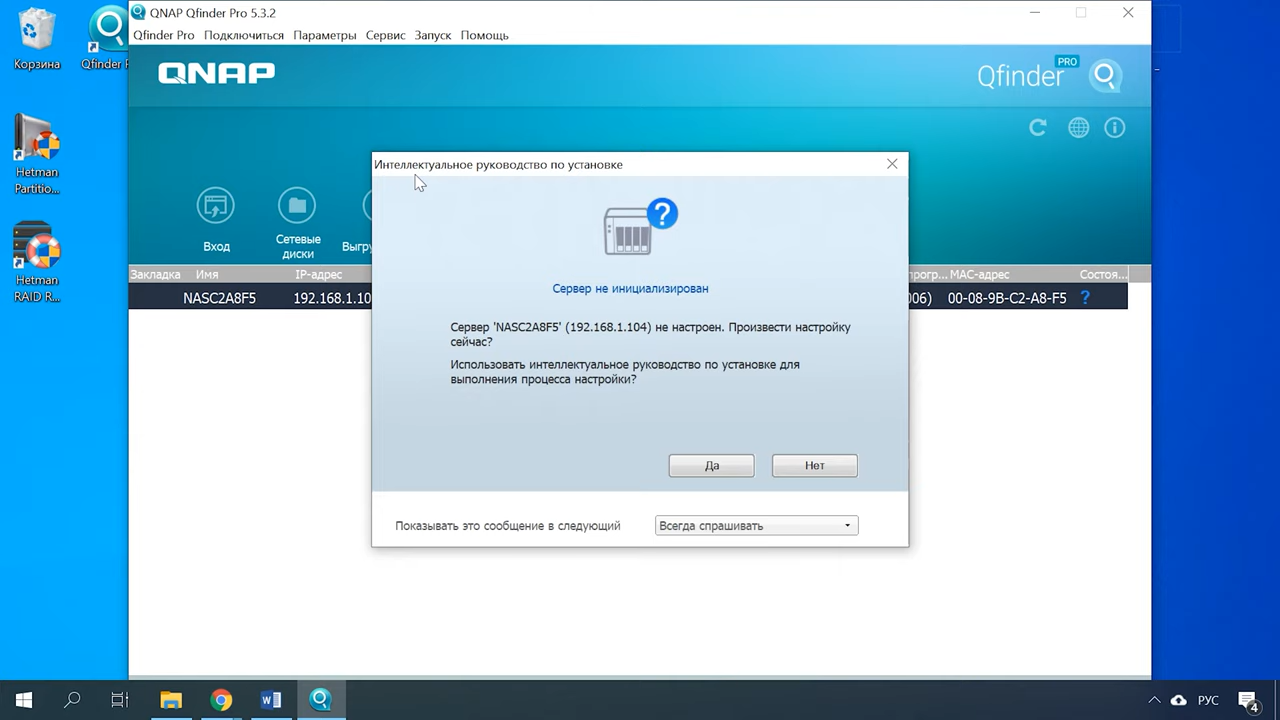 QNAP Qfinder Pro 5.3.2
Qfinder Pro Подключиться Параметры Сервис Запуск Помощь
QNAP
Qfinder PRO
Корзина
Qfinder
Hetman
Partitio...
Hetman
RAID R...
Вход
Сетевые
диски
Закладка Имя IP-адрес прогр... MAC-адрес Состоя...
NASC2A8F5 192.168.1.10 006) 00-08-9B-C2-A8-F5 ?
Интеллектуальное руководство по установке
?
Сервер не инициализирован
Сервер 'NASC2A8F5' (192.168.1.104) не настроен. Произвести настройку
сейчас?
Использовать интеллектуальное руководство по установке для
выполнения процесса настройки?
Да Нет
Показывать это сообщение в следующий Всегда спрашивать
РУС
4